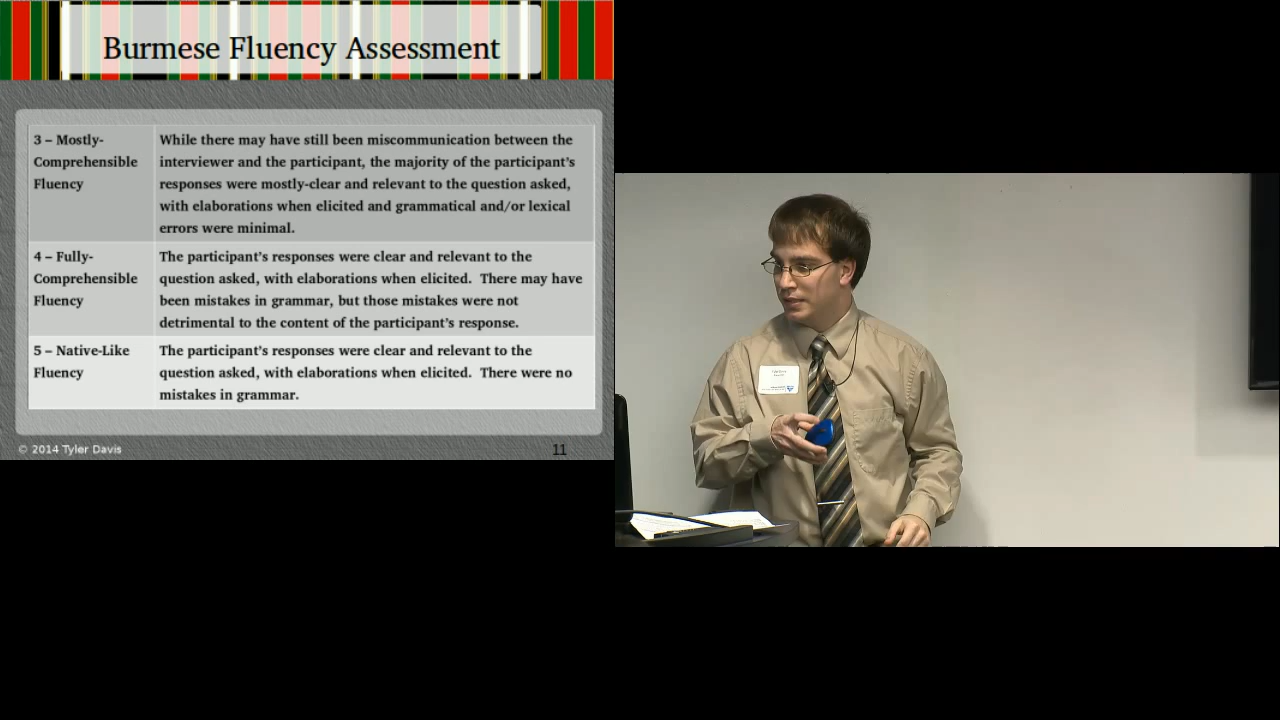 Burmese Fluency Assessment
3 – Mostly-
Comprehensible
Fluency
While there may have still been miscommunication between the
interviewer and the participant, the majority of the participant's
responses were mostly-clear and relevant to the question asked,
with elaborations when elicited and grammatical and/or lexical
errors were minimal.
4 – Fully-
Comprehensible
Fluency
The participant's responses were clear and relevant to the
question asked, with elaborations when elicited.  There may have
been mistakes in grammar, but those mistakes were not
detrimental to the content of the participant's response.
5 – Native-Like
Fluency
The participant's responses were clear and relevant to the
question asked, with elaborations when elicited.  There were no
mistakes in grammar.
© 2014 Tyler Davis
11